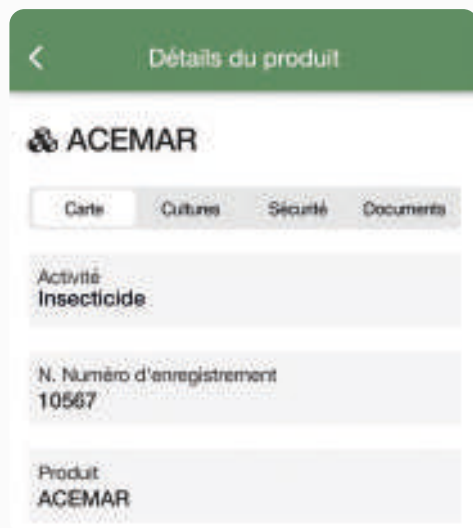 Détails du produit
ACEMAR
Carte Cultures Sécurité Documents
Activité
Insecticide
N. Numéro d'enregistrement
10567
Produit
ACEMAR